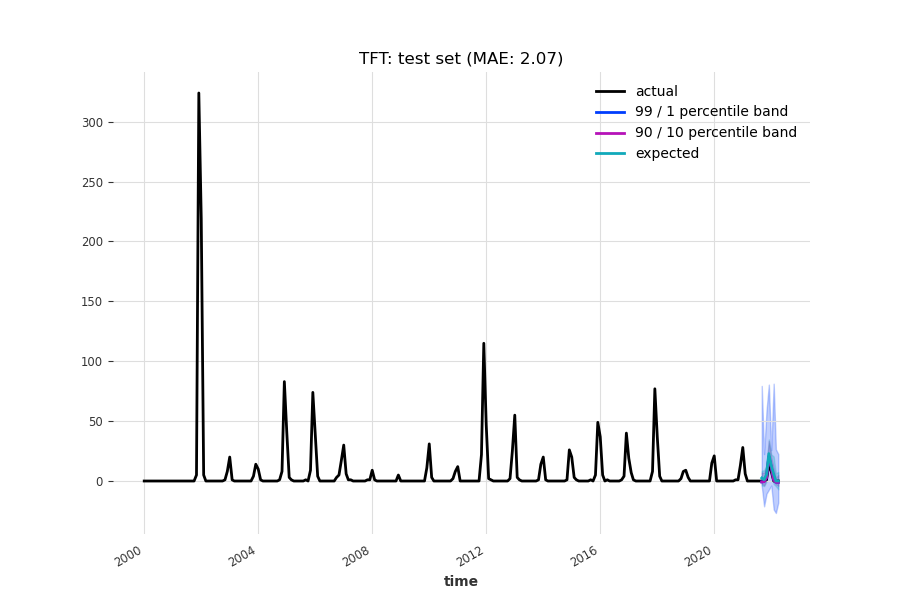 TFT: test set (MAE: 2.07)
actual
99 / 1 percentile band
90 / 10 percentile band
expected
300
250
200
150
100
50
0
2000
2004
2008
2012
2016
2020
time